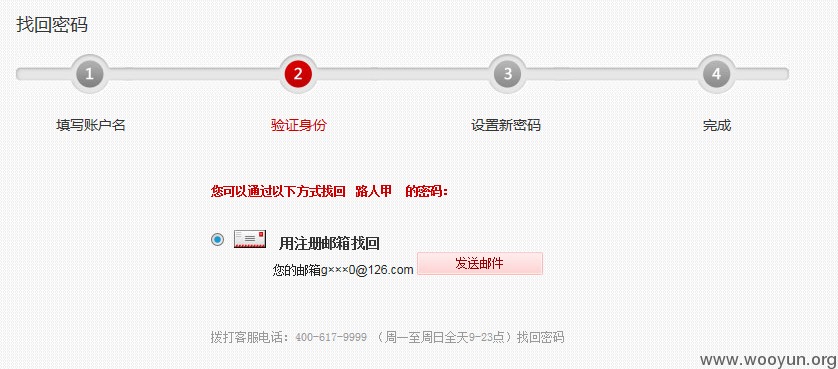 找回密码
1 2 3 4
填写账户名 验证身份 设置新密码 完成
您可以通过以下方式找回 路人甲 的密码：
用注册邮箱找回
您的邮箱g×××0@126.com 发送邮件
拨打客服电话：400-617-9999 （周一至周日全天9-23点）找回密码
www.wooyun.org